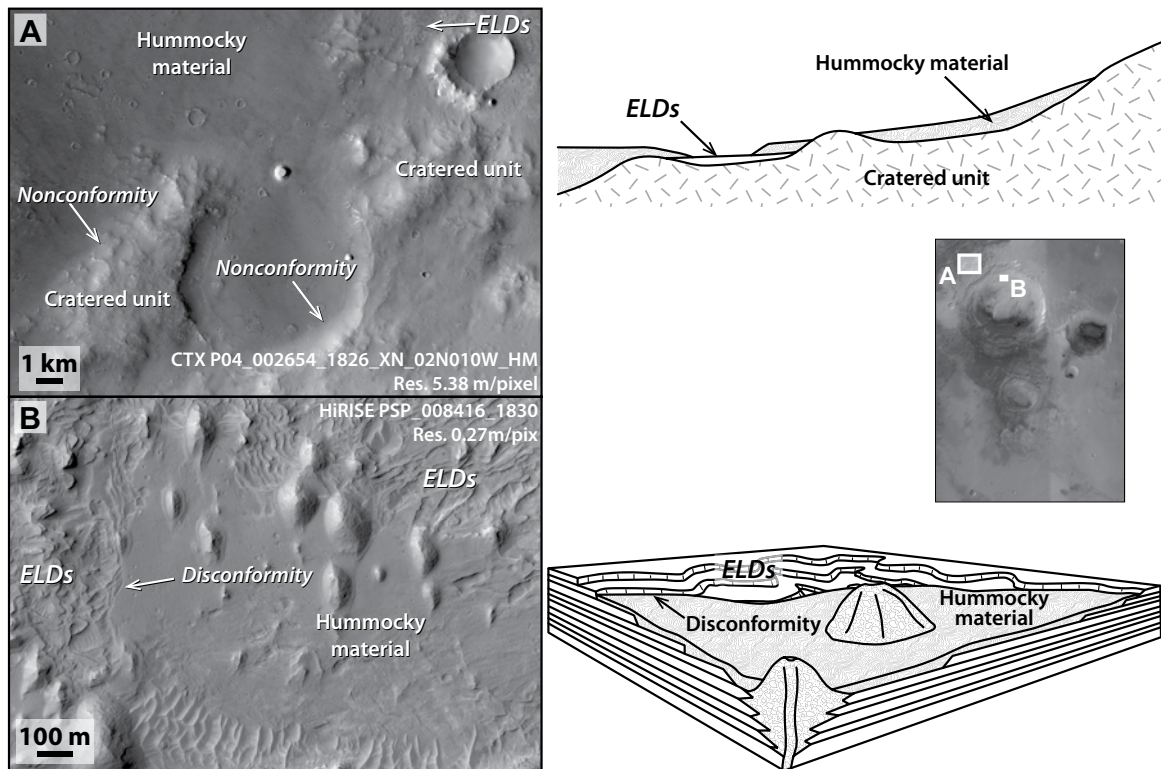 A
ELDs
Hummocky
material
Cratered unit
Nonconformity
Nonconformity
Cratered unit
1 km
CTX P04_002654_1826_XN_02N010W_HM
Res. 5.38 m/pixel
Hummocky material
ELDs
Cratered unit
A
B
B
HiRISE PSP_008416_1830
Res. 0.27m/pix
ELDs
ELDs
Disconformity
Hummocky
material
100 m
ELDs
Hummocky
material
Disconformity